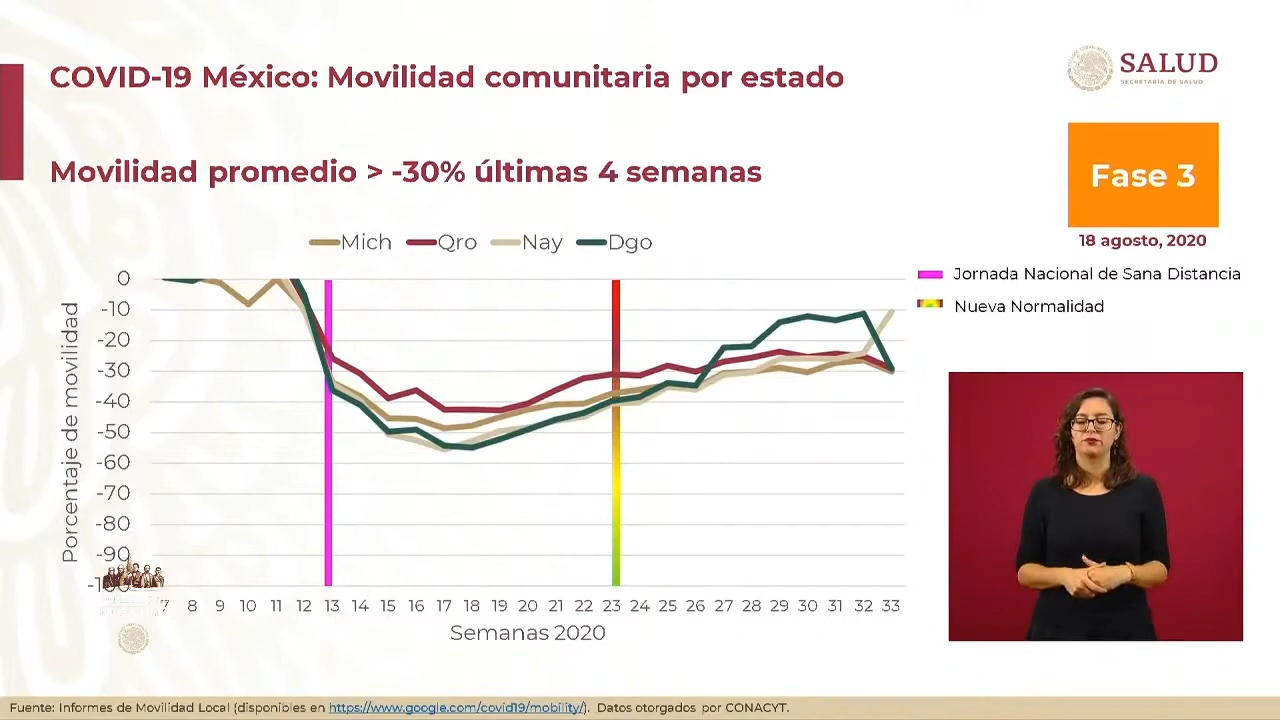 COVID-19 México: Movilidad comunitaria por estado
SALUD
SECRETARÍA DE SALUD
Movilidad promedio > -30% últimas 4 semanas
Fase 3
18 agosto, 2020
Mich Qro Nay Dgo
Jornada Nacional de Sana Distancia
Nueva Normalidad
Porcentaje de movilidad
0
-10
-20
-30
-40
-50
-60
-70
-80
-90
-100
7 8 9 10 11 12 13 14 15 16 17 18 19 20 21 22 23 24 25 26 27 28 29 30 31 32 33
Semanas 2020
Fuente: Informes de Movilidad Local (disponibles en https://www.google.com/covid19/mobility/). Datos otorgados por CONACYT.